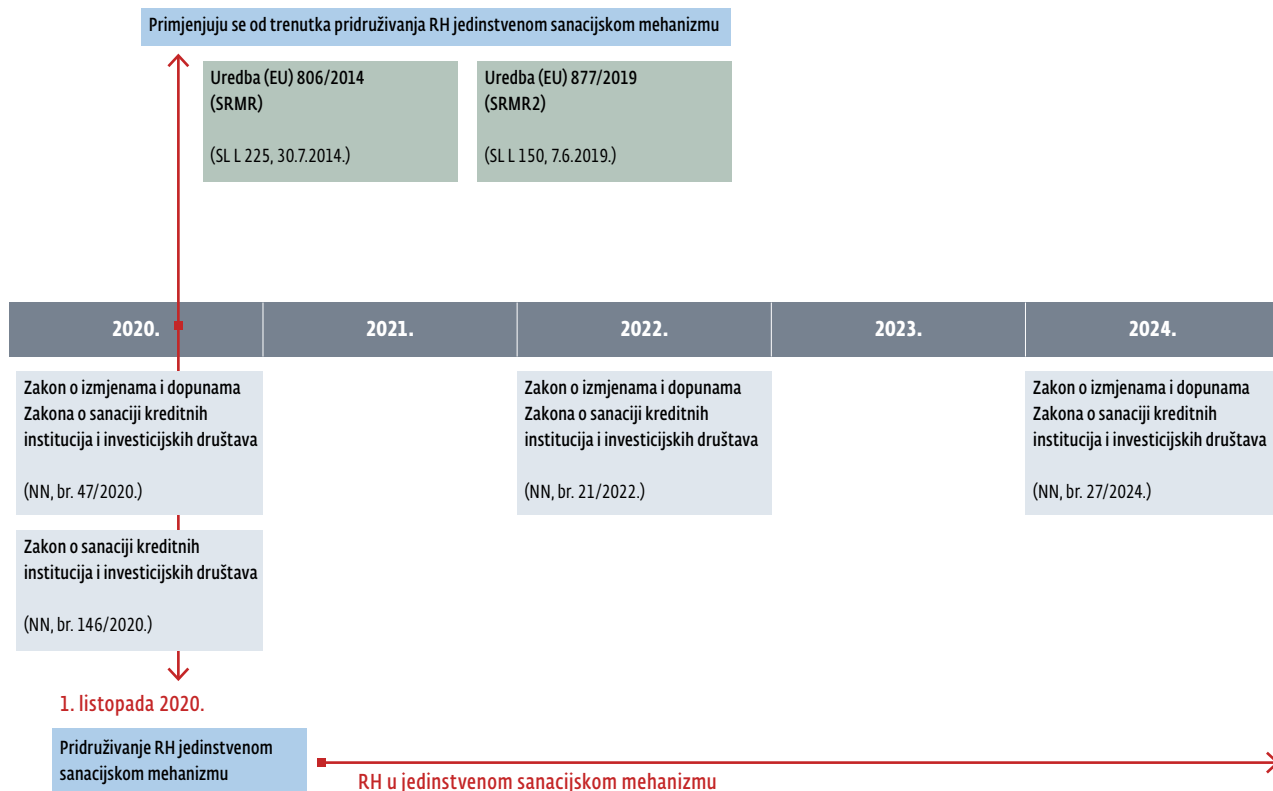 Primjenjuju se od trenutka pridruživanja RH jedinstvenom sanacijskom mehanizmu
Uredba (EU) 806/2014
(SRMR)
(SL L 225, 30.7.2014.)
Uredba (EU) 877/2019
(SRMR2)
(SL L 150, 7.6.2019.)
2020.
2021.
2022.
2023.
2024.
Zakon o izmjenama i dopunama
Zakona o sanaciji kreditnih
institucija i investicijskih društava
(NN, br. 47/2020.)
Zakon o sanaciji kreditnih
institucija i investicijskih društava
(NN, br. 146/2020.)
Zakon o izmjenama i dopunama
Zakona o sanaciji kreditnih
institucija i investicijskih društava
(NN, br. 21/2022.)
Zakon o izmjenama i dopunama
Zakona o sanaciji kreditnih
institucija i investicijskih društava
(NN, br. 27/2024.)
1. listopada 2020.
Pridruživanje RH jedinstvenom
sanacijskom mehanizmu
RH u jedinstvenom sanacijskom mehanizmu